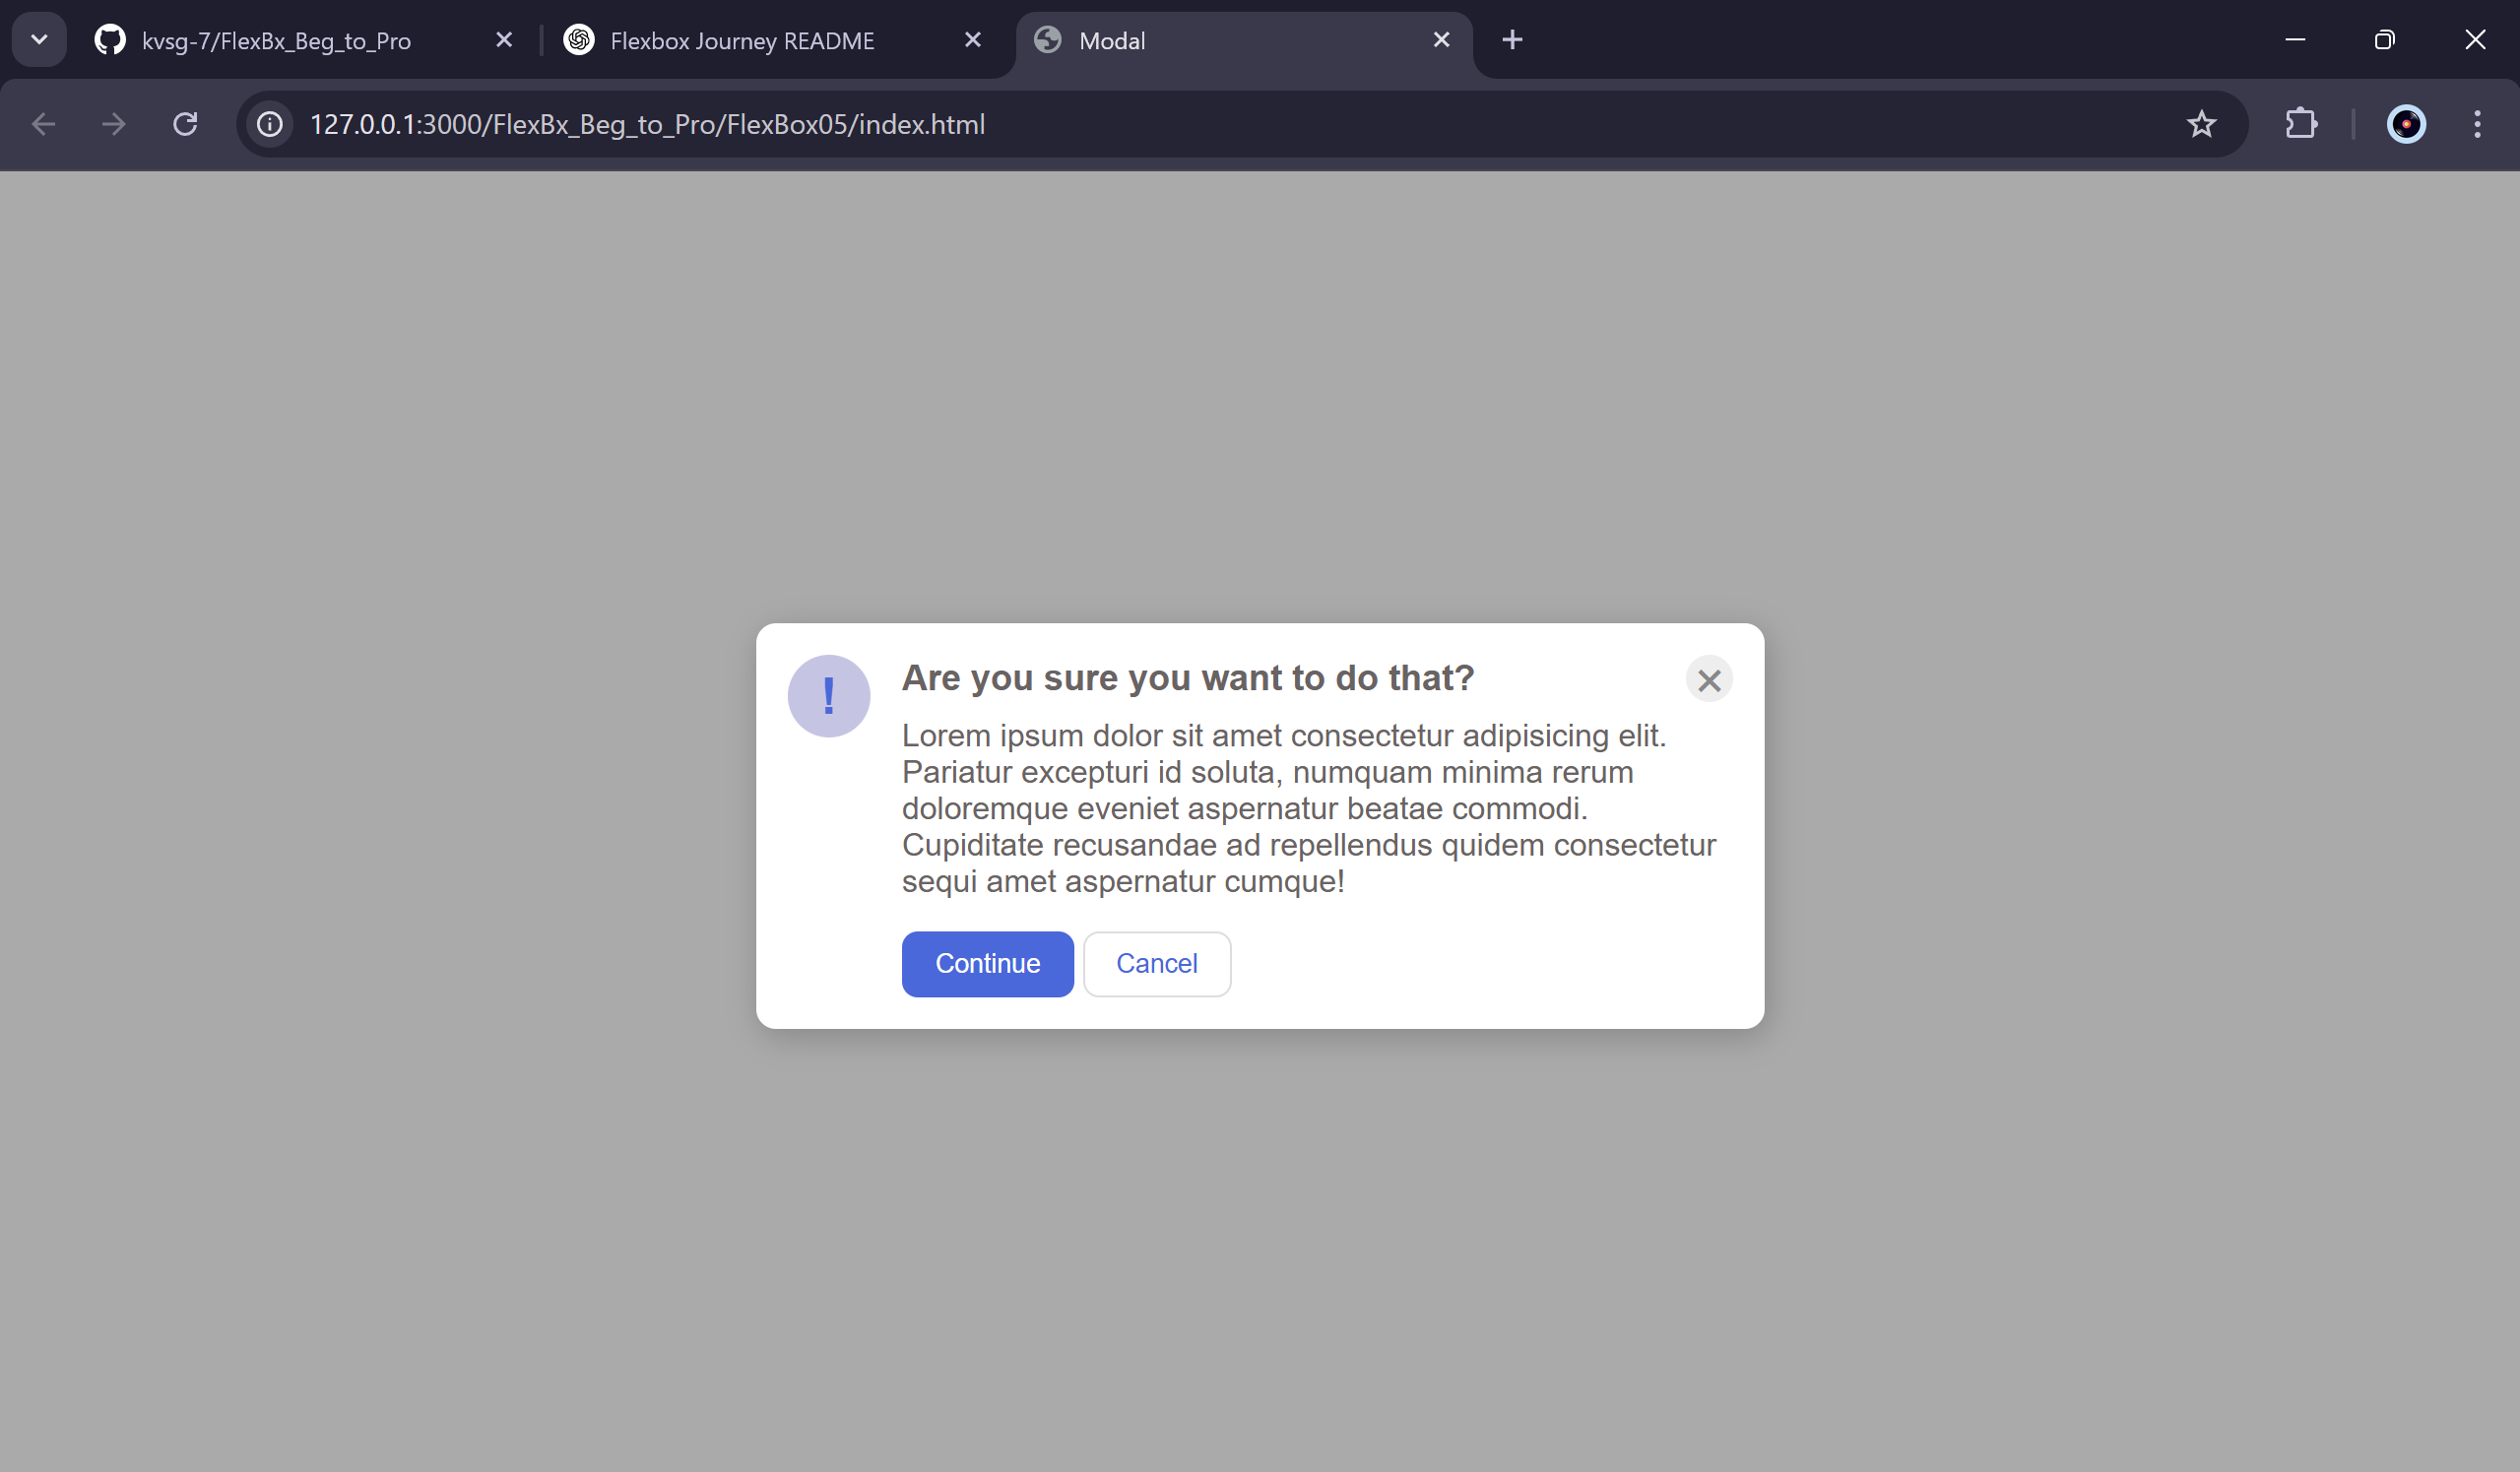 kvsg-7/FlexBx_Beg_to_Pro
Flexbox Journey README
Modal
127.0.0.1:3000/FlexBx_Beg_to_Pro/FlexBox05/index.html
!
Are you sure you want to do that?
Lorem ipsum dolor sit amet consectetur adipisicing elit.
Pariatur excepturi id soluta, numquam minima rerum
doloremque eveniet aspernatur beatae commodi.
Cupiditate recusandae ad repellendus quidem consectetur
sequi amet aspernatur cumque!
Continue
Cancel